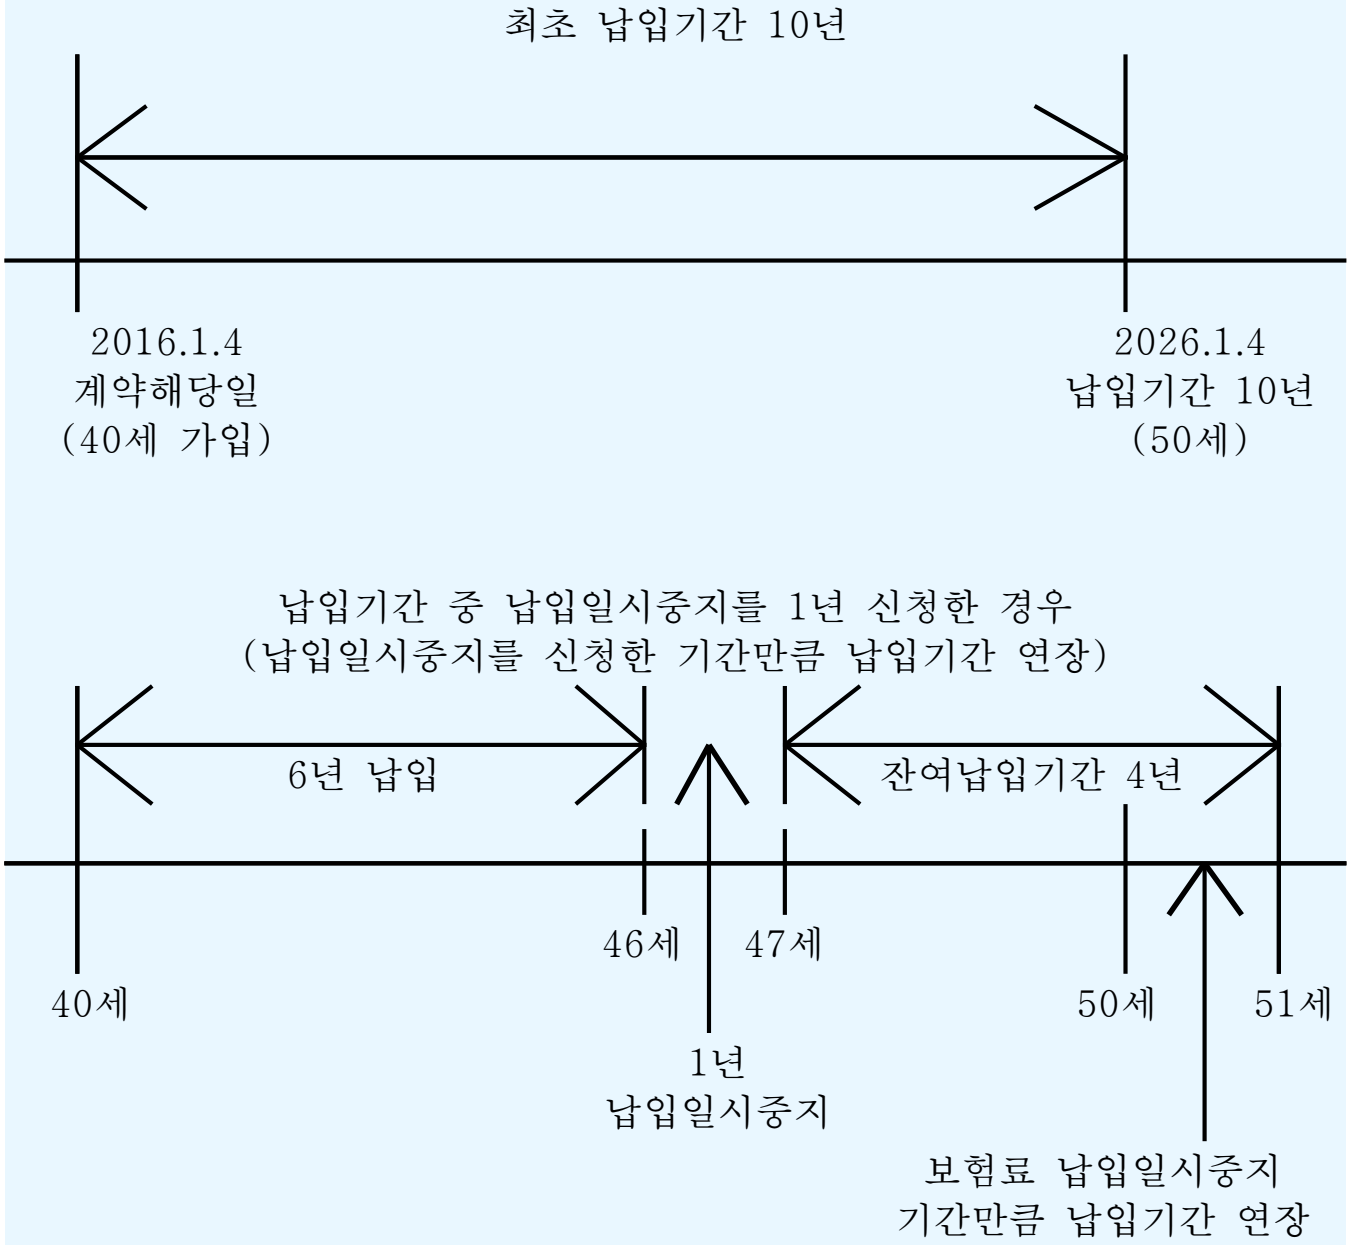 최초 납입기간 10년
2016.1.4
계약해당일
(40세 가입)
2026.1.4
납입기간 10년
(50세)
납입기간 중 납입일시중지를 1년 신청한 경우
(납입일시중지를 신청한 기간만큼 납입기간 연장)
6년 납입
잔여납입기간 4년
46세
47세
40세
50세
51세
1년
납입일시중지
보험료 납입일시중지
기간만큼 납입기간 연장